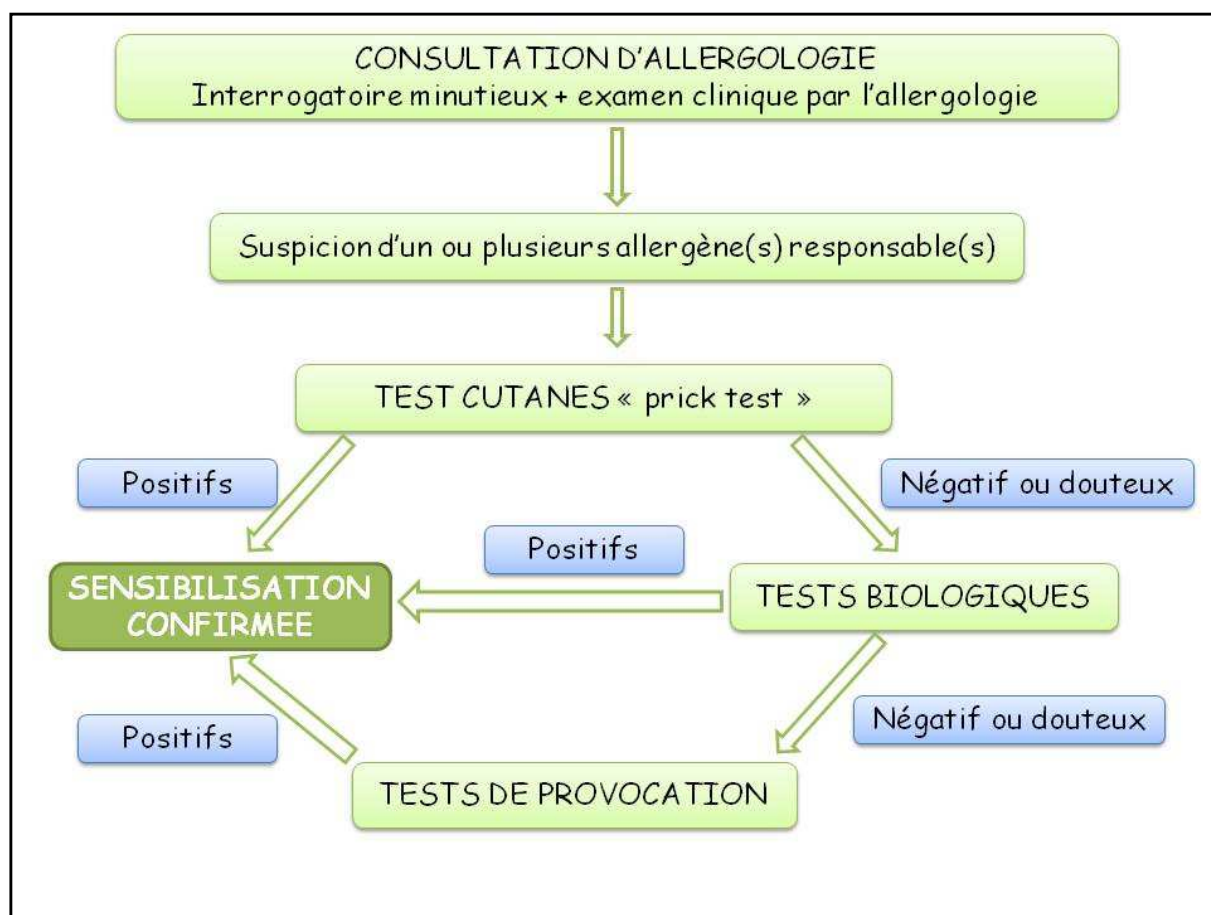 CONSULTATION D'ALLERGOLOGIE
Interrogatoire minutieux + examen clinique par l'allergologie
Suspicion d'un ou plusieurs allergène(s) responsable(s)
TEST CUTANES « prick test »
Positifs
Négatif ou douteux
Positifs
SENSIBILISATION
CONFIRMEE
TESTS BIOLOGIQUES
Positifs
Négatif ou douteux
TESTS DE PROVOCATION